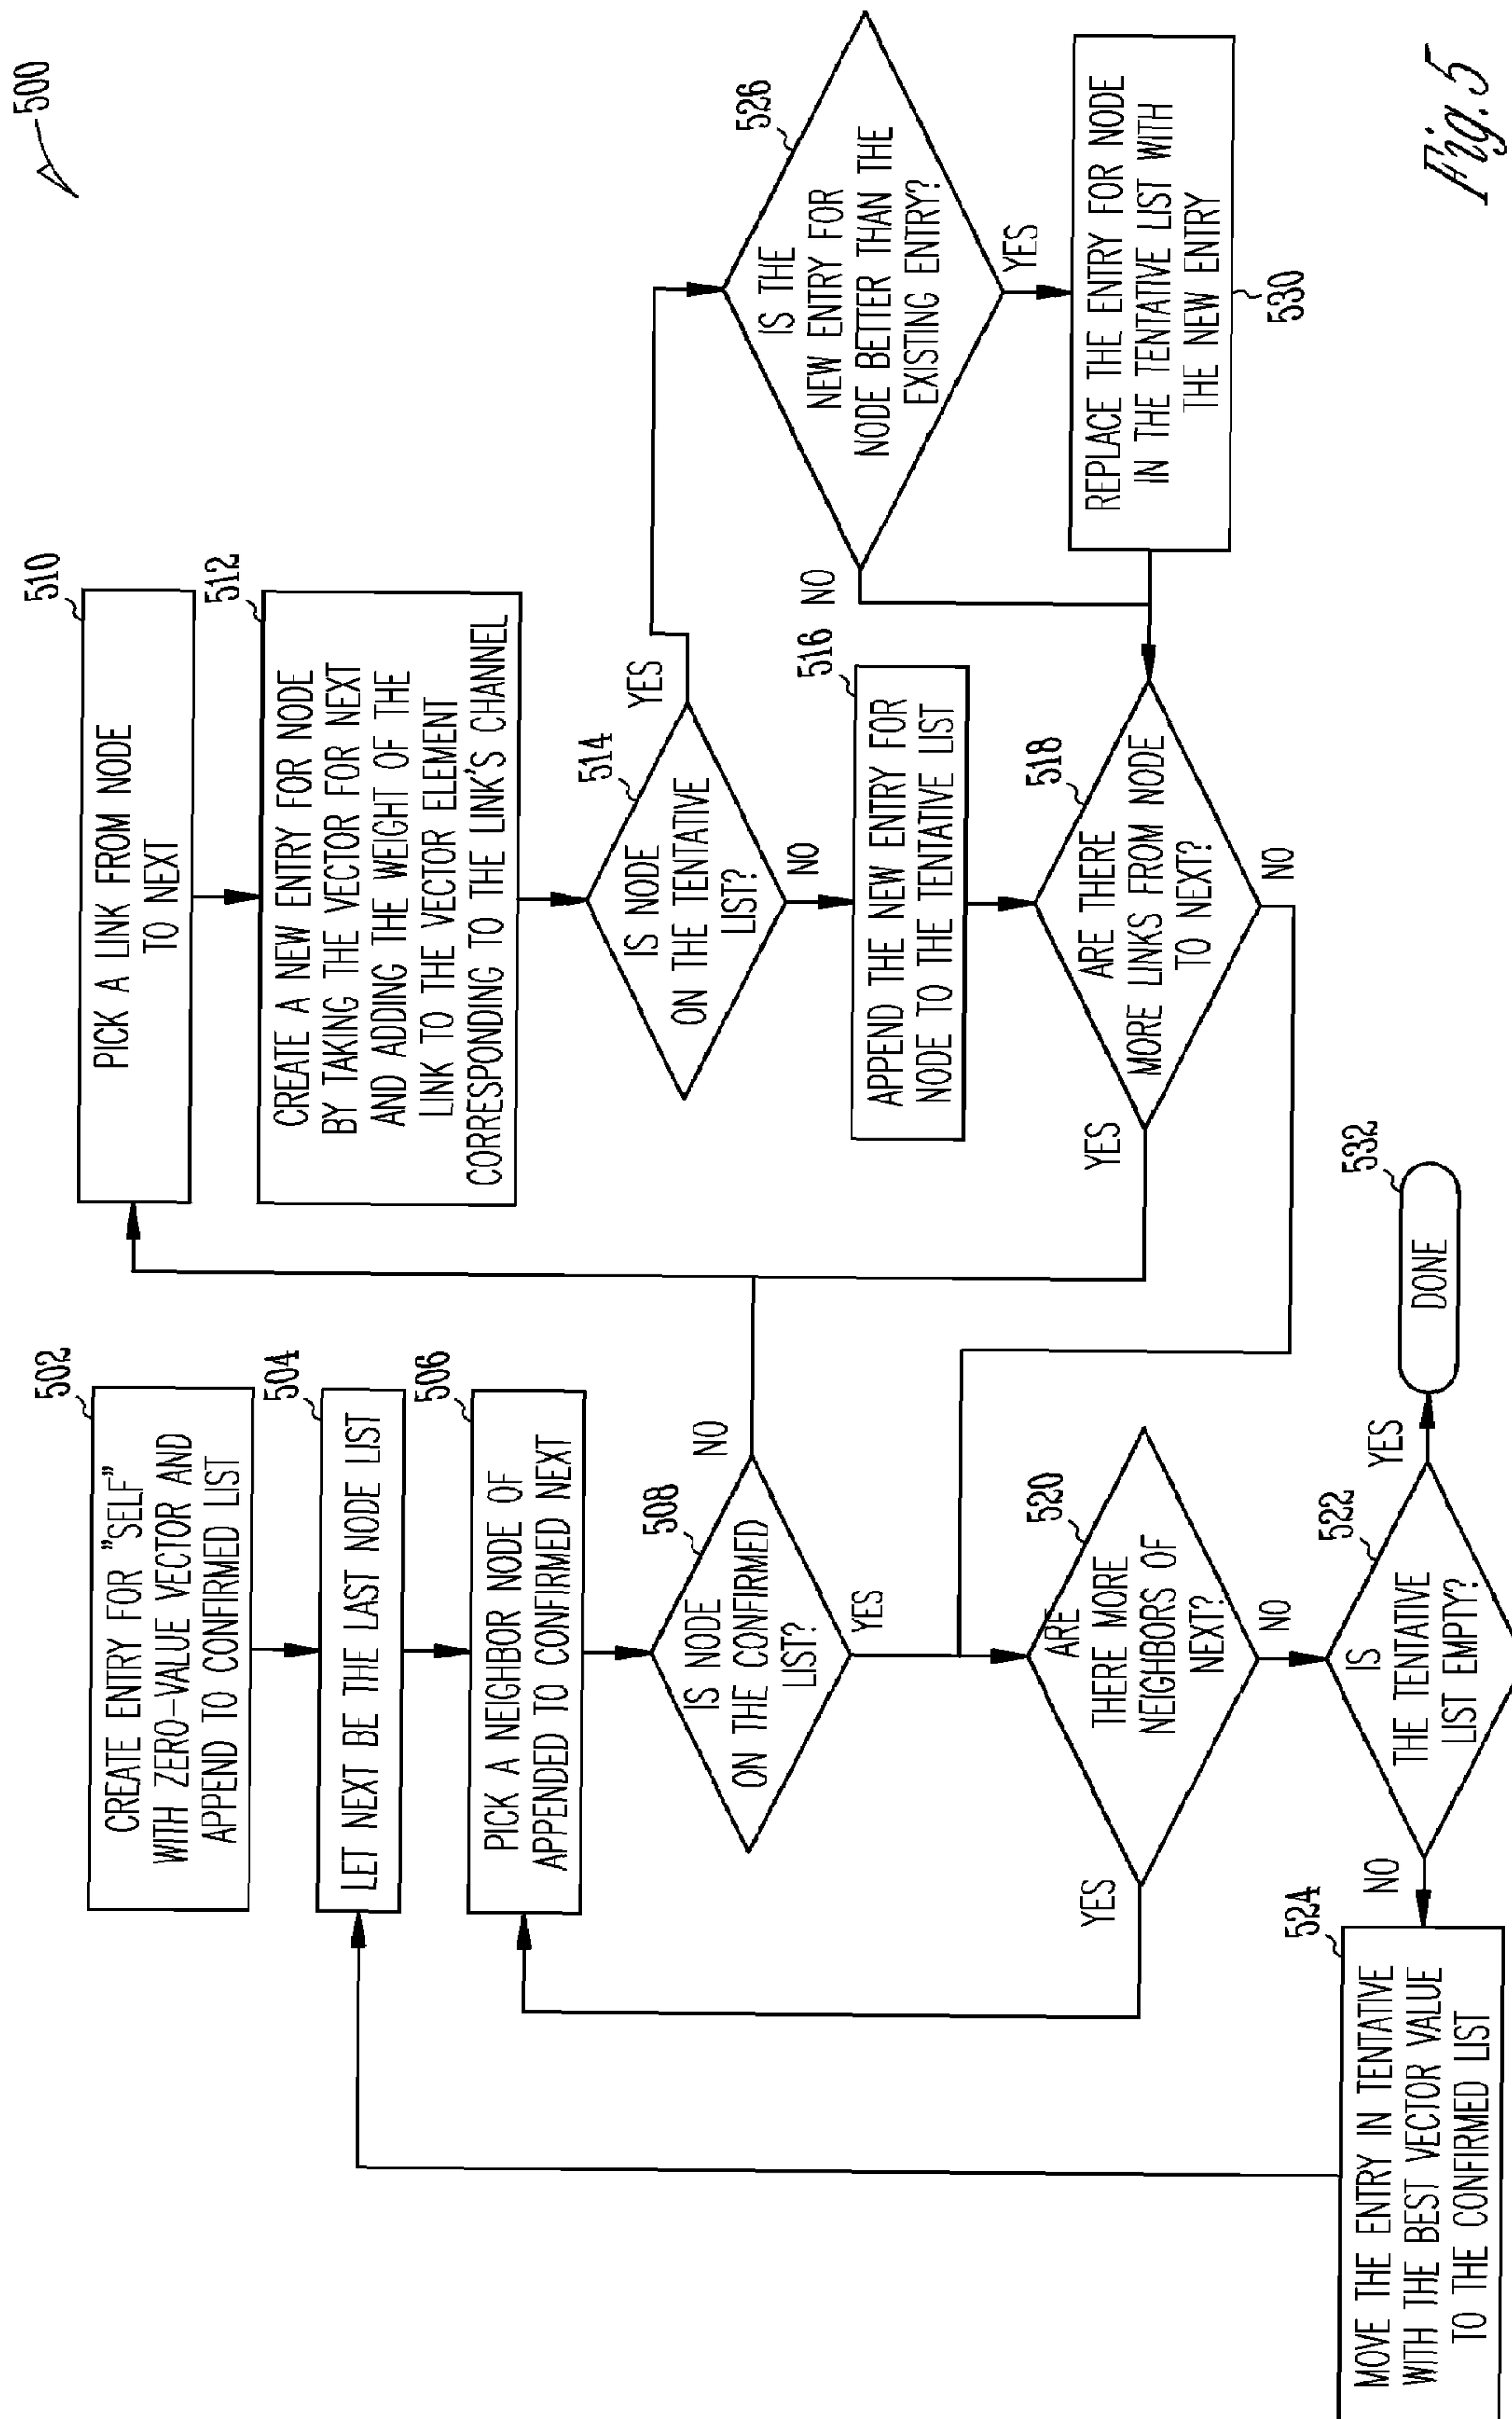 500
502
CREATE ENTRY FOR "SELF"
WITH ZERO-VALUE VECTOR AND
APPEND TO CONFIRMED LIST
504
LET NEXT BE THE LAST NODE LIST
506
PICK A NEIGHBOR NODE OF
APPENDED TO CONFIRMED NEXT
508
IS NODE
ON THE CONFIRMED
LIST?
NO
YES
510
PICK A LINK FROM NODE
TO NEXT
512
CREATE A NEW ENTRY FOR NODE
BY TAKING THE VECTOR FOR NEXT
AND ADDING THE WEIGHT OF THE
LINK TO THE VECTOR ELEMENT
CORRESPONDING TO THE LINK'S CHANNEL
514
IS NODE
ON THE TENTATIVE
LIST?
YES
NO
516
APPEND THE NEW ENTRY FOR
NODE TO THE TENTATIVE LIST
518
ARE THERE
MORE LINKS FROM NODE
TO NEXT?
YES
NO
526
IS THE
NEW ENTRY FOR
NODE BETTER THAN THE
EXISTING ENTRY?
NO
YES
REPLACE THE ENTRY FOR NODE
IN THE TENTATIVE LIST WITH
THE NEW ENTRY
530
520
ARE
THERE MORE
NEIGHBORS OF
NEXT?
YES
NO
522
IS
THE TENTATIVE
LIST EMPTY?
YES
NO
532
DONE
524
MOVE THE ENTRY IN TENTATIVE
WITH THE BEST VECTOR VALUE
TO THE CONFIRMED LIST
Fig.5